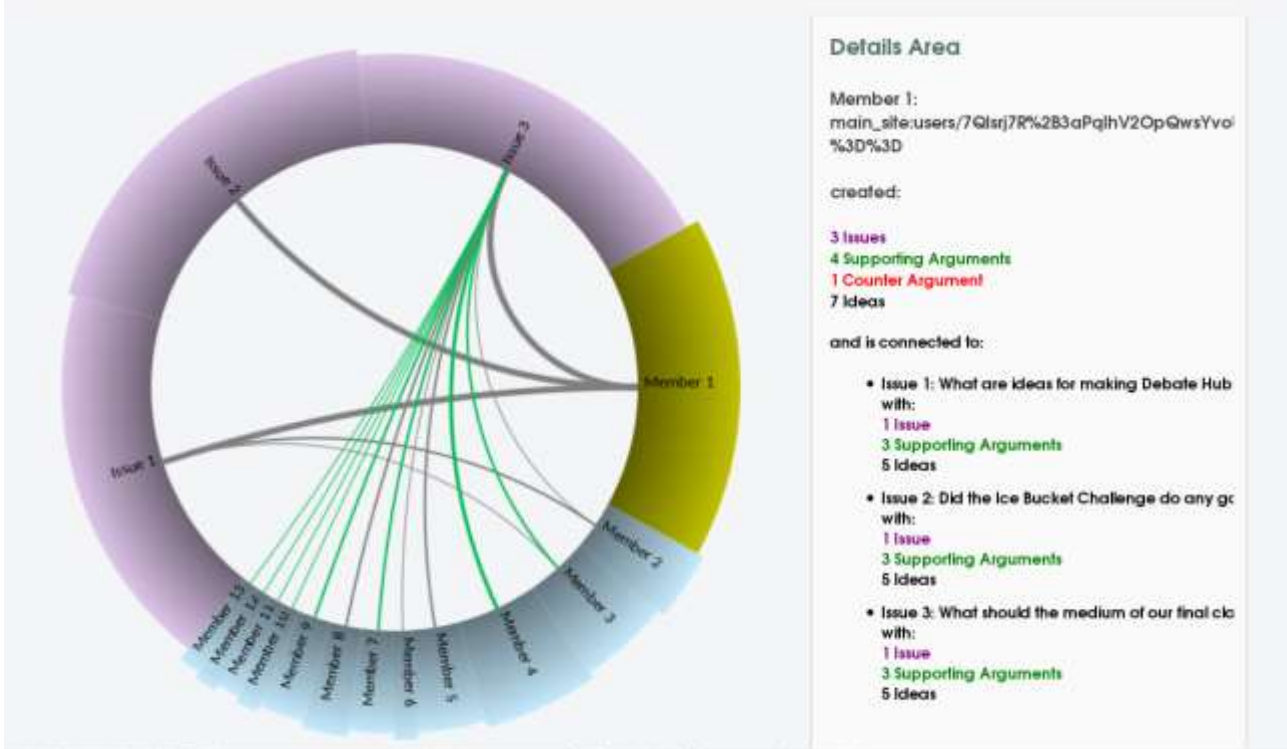 Issue 3
Issue 2
Member 1
Issue 1
Member 2
Member 3
Member 4
Member 5
Member 6
Member 7
Member 8
Member 9
Member 10
Member 11
Member 12
Member 13
Details Area
Member 1:
main_site:users/7QIsrj7R%2B3aPqIhV2OpQwsYvo
%3D%3D
created:
3 Issues
4 Supporting Arguments
1 Counter Argument
7 Ideas
and is connected to:
• Issue 1: What are ideas for making Debate Hub
with:
1 Issue
3 Supporting Arguments
5 Ideas
• Issue 2: Did the Ice Bucket Challenge do any go
with:
1 Issue
3 Supporting Arguments
5 Ideas
• Issue 3: What should the medium of our final cla
with:
1 Issue
3 Supporting Arguments
5 Ideas